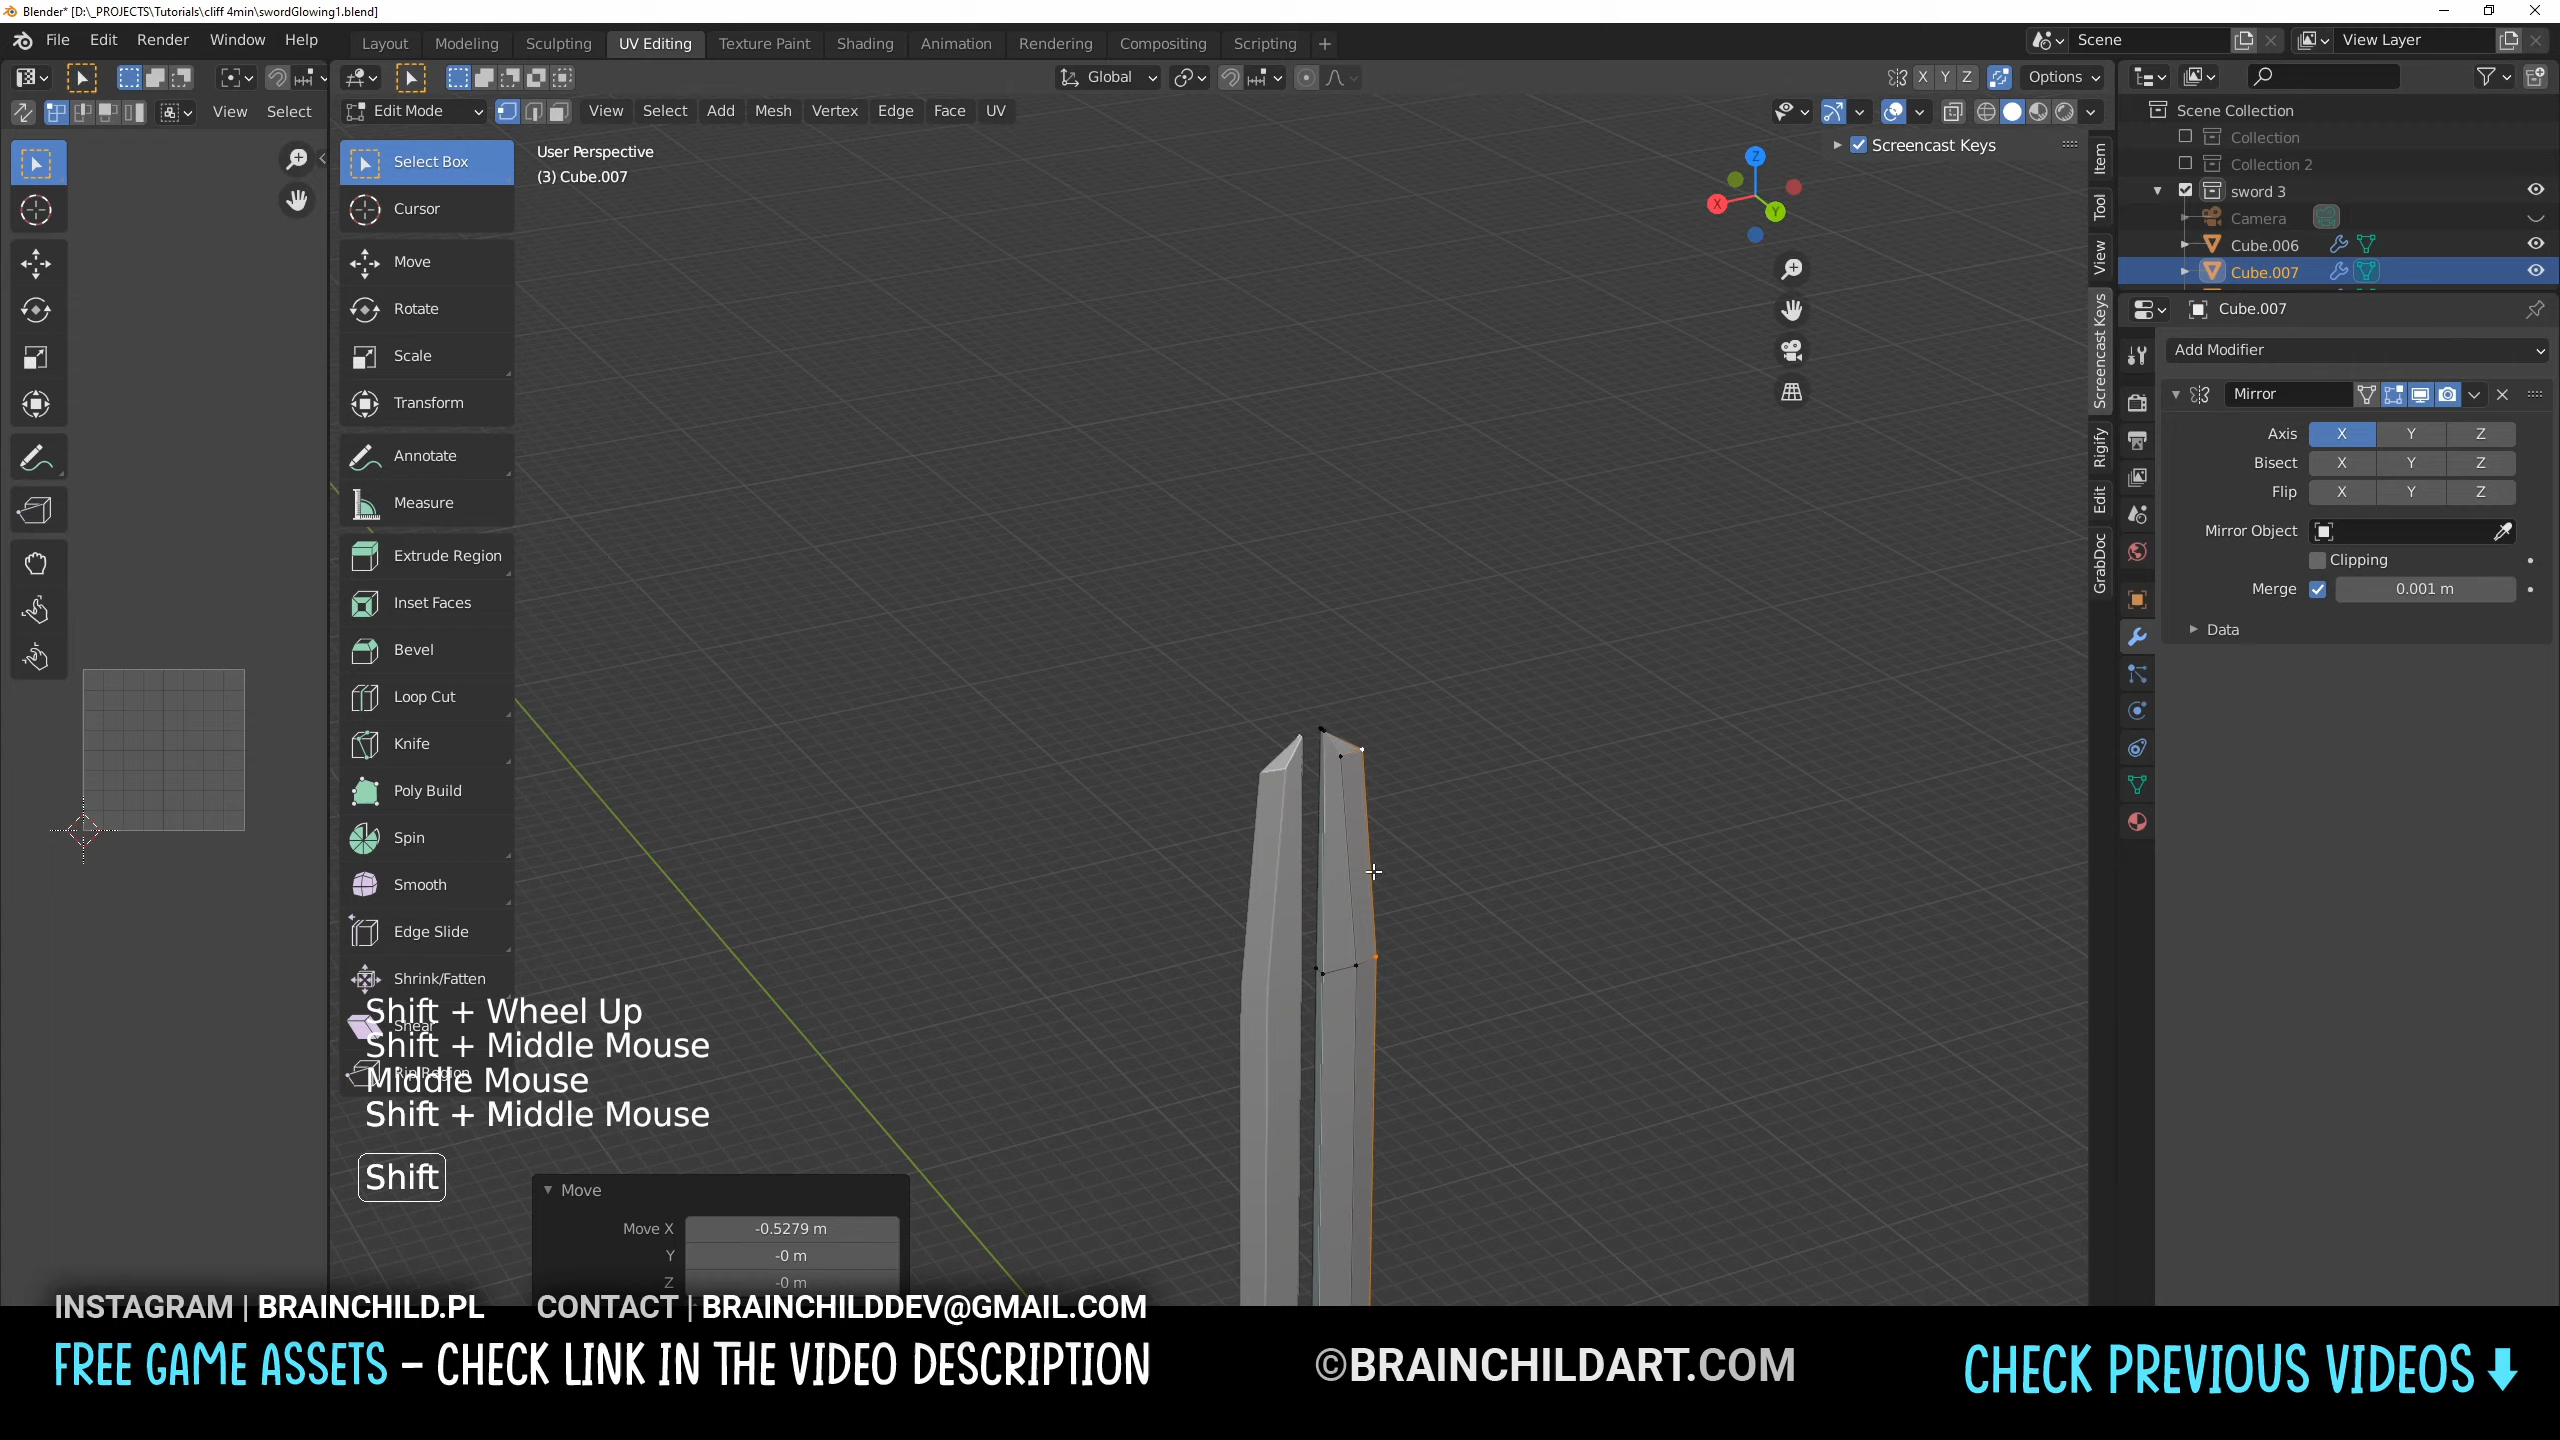 Blender* [D:\_PROJECTS\Tutorials\cliff 4min\swordGlowing1.blend]
File Edit Render Window Help
Layout Modeling Sculpting UV Editing Texture Paint Shading Animation Rendering Compositing Scripting +
Scene
View Layer
Global
X Y Z
Options
View Select
Edit Mode
View Select Add Mesh Vertex Edge Face UV
User Perspective
(3) Cube.007
Select Box
Cursor
Move
Rotate
Scale
Transform
Annotate
Measure
Extrude Region
Inset Faces
Bevel
Loop Cut
Knife
Poly Build
Spin
Smooth
Edge Slide
Shrink/Fatten
Shear
Rip Region
Shift + Wheel Up
Shift + Middle Mouse
Middle Mouse
Shift + Middle Mouse
Shift
Move
Move X -0.5279 m
Y -0 m
Z -0 m
Screencast Keys
Z
X
Y
Item
Tool
View
Screencast Keys
Rigify
Edit
GrabDoc
Scene Collection
Collection
Collection 2
sword 3
Camera
Cube.006
Cube.007
Cube.007
Add Modifier
Mirror
Axis X Y Z
Bisect X Y Z
Flip X Y Z
Mirror Object
Clipping
Merge 0.001 m
Data
INSTAGRAM | BRAINCHILD.PL CONTACT | BRAINCHILDDEV@GMAIL.COM
FREE GAME ASSETS – CHECK LINK IN THE VIDEO DESCRIPTION
©BRAINCHILDART.COM
CHECK PREVIOUS VIDEOS